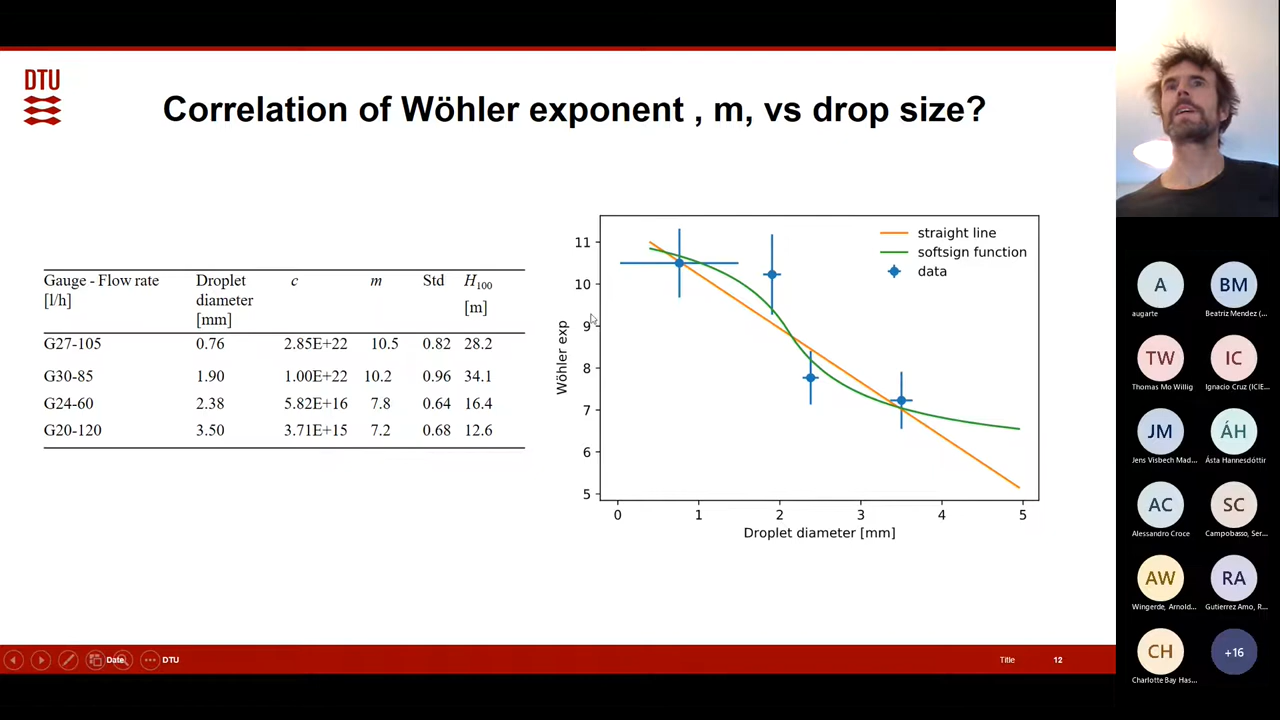 DTU
Correlation of Wöhler exponent , m, vs drop size?
Gauge - Flow rate [l/h] Droplet diameter [mm] c m Std H100 [m]
G27-105 0.76 2.85E+22 10.5 0.82 28.2
G30-85 1.90 1.00E+22 10.2 0.96 34.1
G24-60 2.38 5.82E+16 7.8 0.64 16.4
G20-120 3.50 3.71E+15 7.2 0.68 12.6
straight line
softsign function
data
Wöhler exp
11
10
9
8
7
6
5
0 1 2 3 4 5
Droplet diameter [mm]
Date
DTU
Title
12
A BM
augarte Beatriz Mendez (...
TW IC
Thomas Mo Willig Ignacio Cruz (ICIE...
JM ÁH
Jens Visbech Mad... Ásta Hannesdóttir
AC SC
Alessandro Croce Campobasso, Ser...
AW RA
Wingerde, Arnold... Gutierrez Amo, R...
CH +16
Charlotte Bay Has...